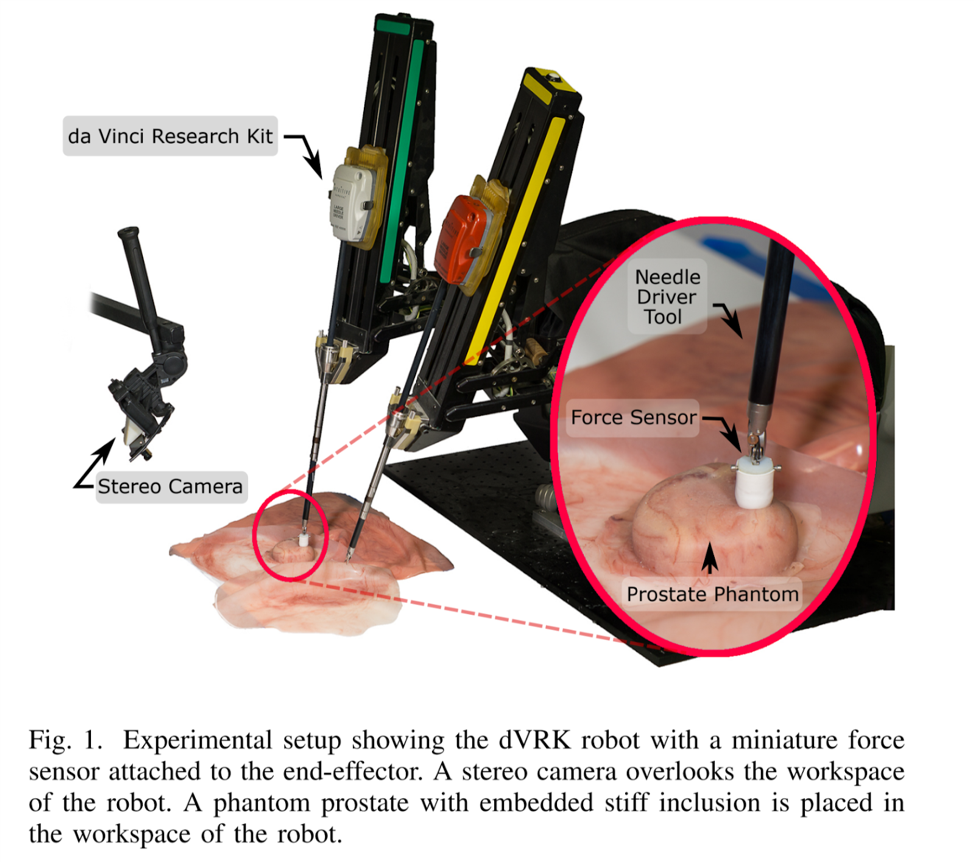 da Vinci Research Kit
Needle
Driver
Tool
Force Sensor
Stereo Camera
Prostate Phantom
Fig. 1. Experimental setup showing the dVRK robot with a miniature force
sensor attached to the end-effector. A stereo camera overlooks the workspace
of the robot. A phantom prostate with embedded stiff inclusion is placed in
the workspace of the robot.